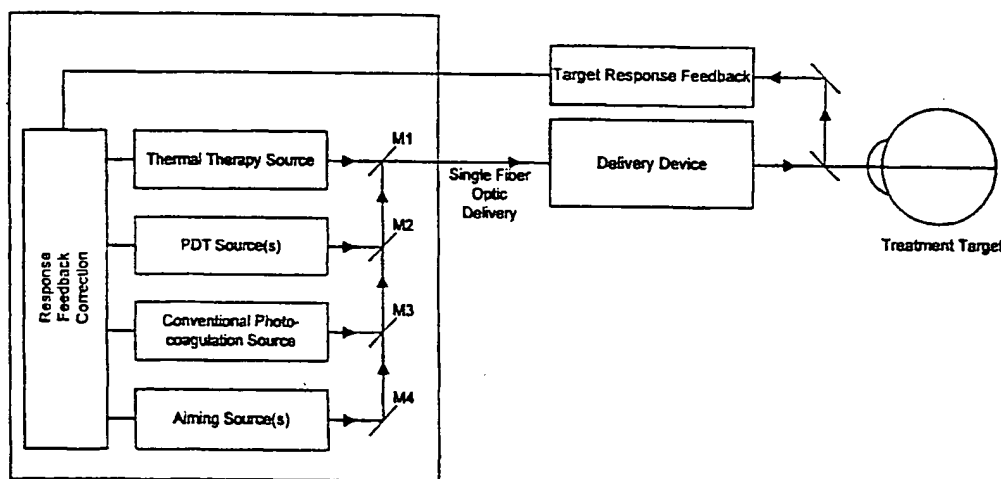 Target Response Feedback
M1
Thermal Therapy Source
Single Fiber
Optic
Delivery
Delivery Device
M2
PDT Source(s)
Treatment Target
Response
Feedback
Correction
M3
Conventional Photo-
coagulation Source
M4
Aiming Source(s)